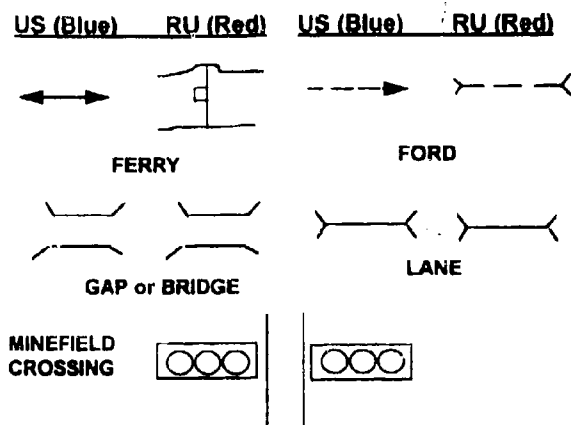 US (Blue) RU (Red) US (Blue) RU (Red)
FERRY
FORD
GAP or BRIDGE
LANE
MINEFIELD
CROSSING